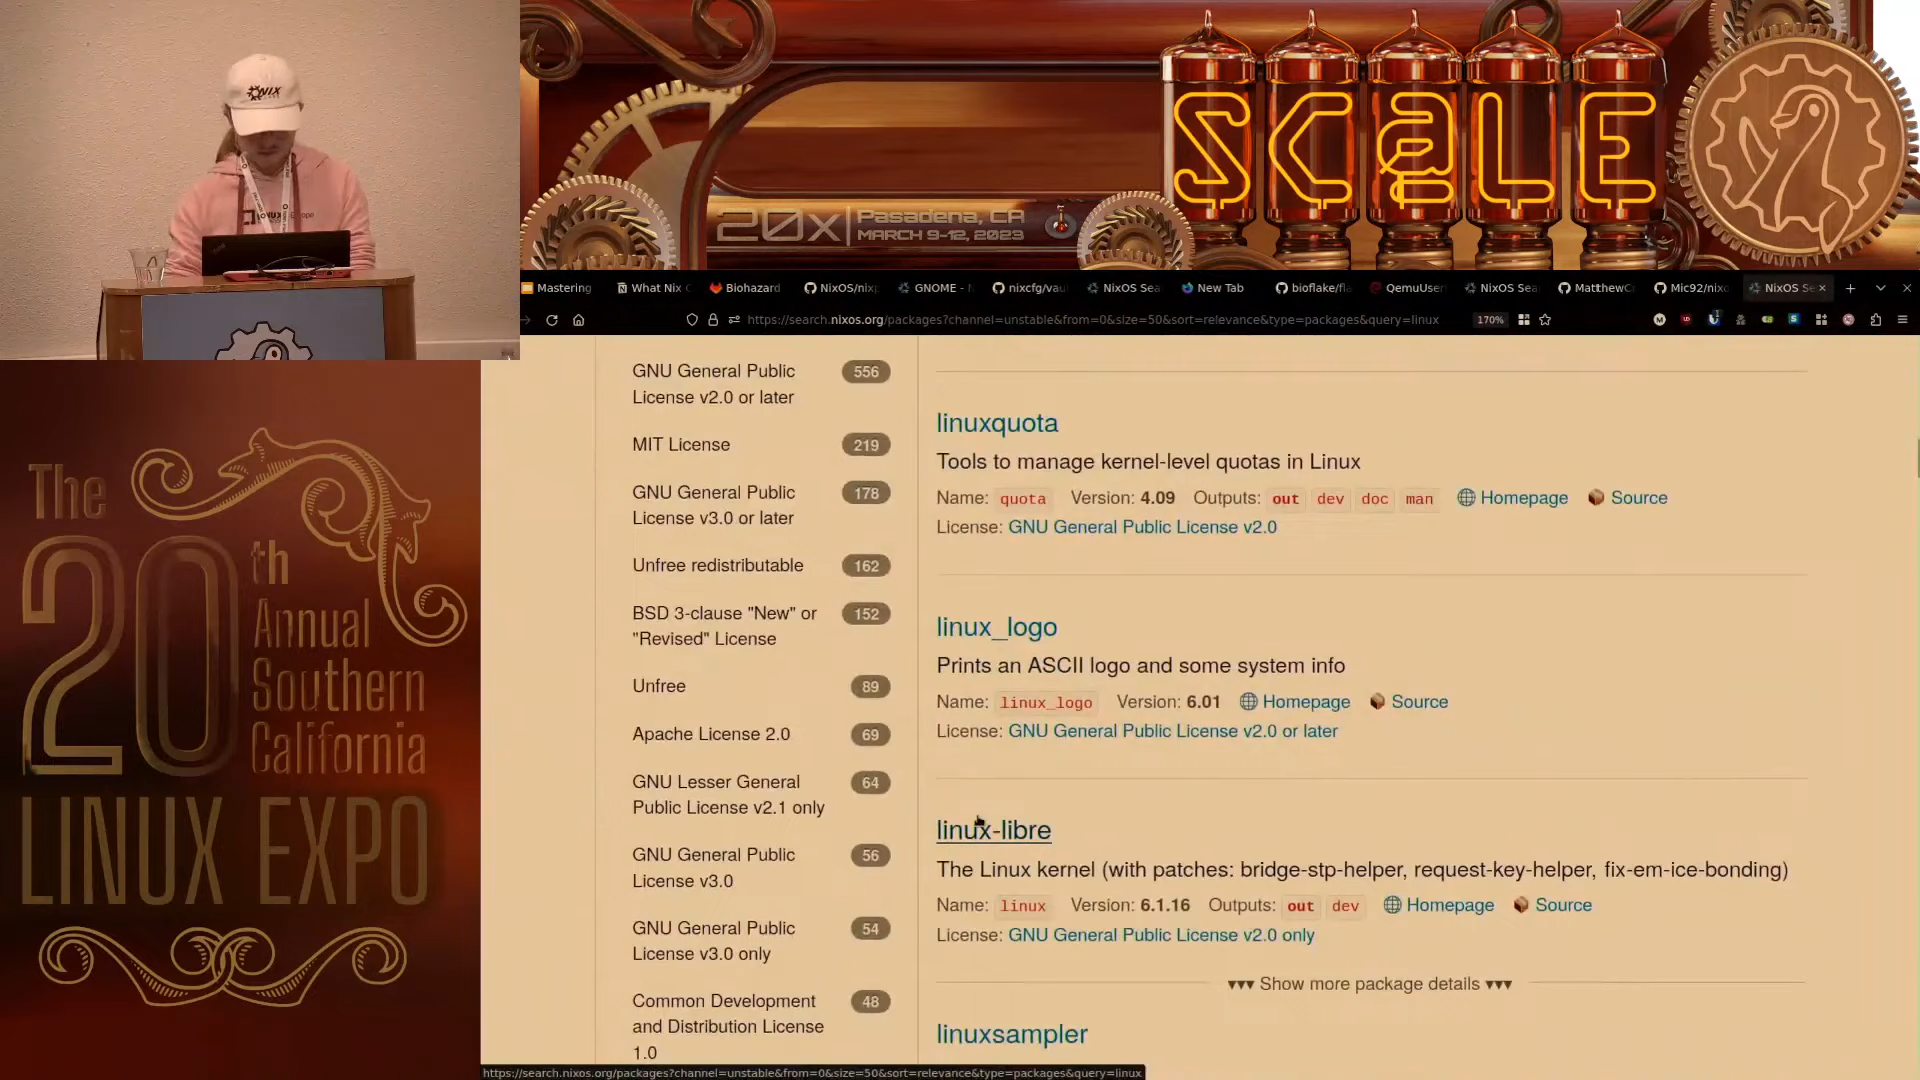 NIX
LINUX
SCaLE
20x
Pasadena, CA
MARCH 9-12, 2023
Mastering
What Nix
Biohazard
NixOS/nixp
GNOME -
nixcfg/vau
NixOS Sea
New Tab
bioflake/fl
QemuUser
NixOS Sea
MatthewC
Mic92/nixo
NixOS Se
https://search.nixos.org/packages?channel=unstable&from=0&size=50&sort=relevance&type=packages&query=linux
170%
The
20th
Annual
Southern
California
LINUX EXPO
GNU General Public
License v2.0 or later
556
MIT License
219
GNU General Public
License v3.0 or later
178
Unfree redistributable
162
BSD 3-clause "New" or
"Revised" License
152
Unfree
89
Apache License 2.0
69
GNU Lesser General
Public License v2.1 only
64
GNU General Public
License v3.0
56
GNU General Public
License v3.0 only
54
Common Development
and Distribution License
1.0
48
linuxquota
Tools to manage kernel-level quotas in Linux
Name: quota Version: 4.09 Outputs: out dev doc man Homepage Source
License: GNU General Public License v2.0
linux_logo
Prints an ASCII logo and some system info
Name: linux_logo Version: 6.01 Homepage Source
License: GNU General Public License v2.0 or later
linux-libre
The Linux kernel (with patches: bridge-stp-helper, request-key-helper, fix-em-ice-bonding)
Name: linux Version: 6.1.16 Outputs: out dev Homepage Source
License: GNU General Public License v2.0 only
▾▾▾ Show more package details ▾▾▾
linuxsampler
https://search.nixos.org/packages?channel=unstable&from=0&size=50&sort=relevance&type=packages&query=linux